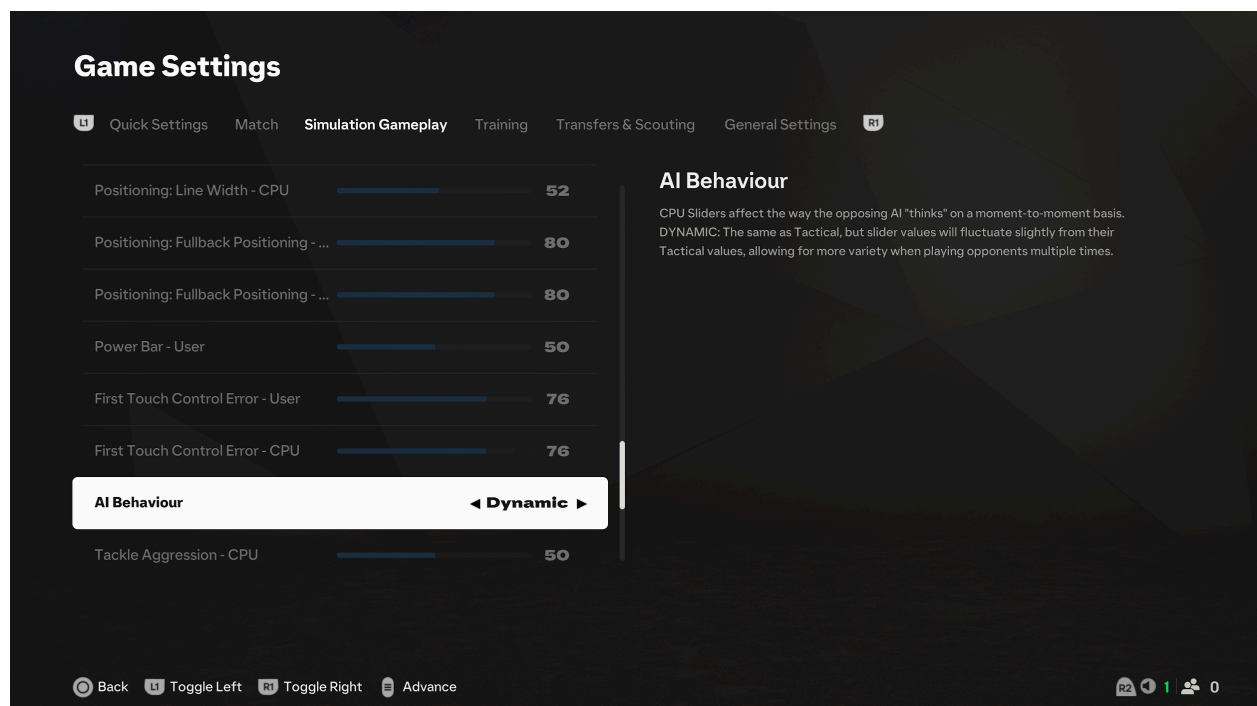 Game Settings
L1 Quick Settings Match Simulation Gameplay Training Transfers & Scouting General Settings R1
Positioning: Line Width - CPU 52
Positioning: Fullback Positioning - ... 80
Positioning: Fullback Positioning - ... 80
Power Bar - User 50
First Touch Control Error - User 76
First Touch Control Error - CPU 76
AI Behaviour Dynamic
Tackle Aggression - CPU 50
AI Behaviour
CPU Sliders affect the way the opposing AI "thinks" on a moment-to-moment basis.
DYNAMIC: The same as Tactical, but slider values will fluctuate slightly from their
Tactical values, allowing for more variety when playing opponents multiple times.
Back L1 Toggle Left R1 Toggle Right Advance
R2 1 0